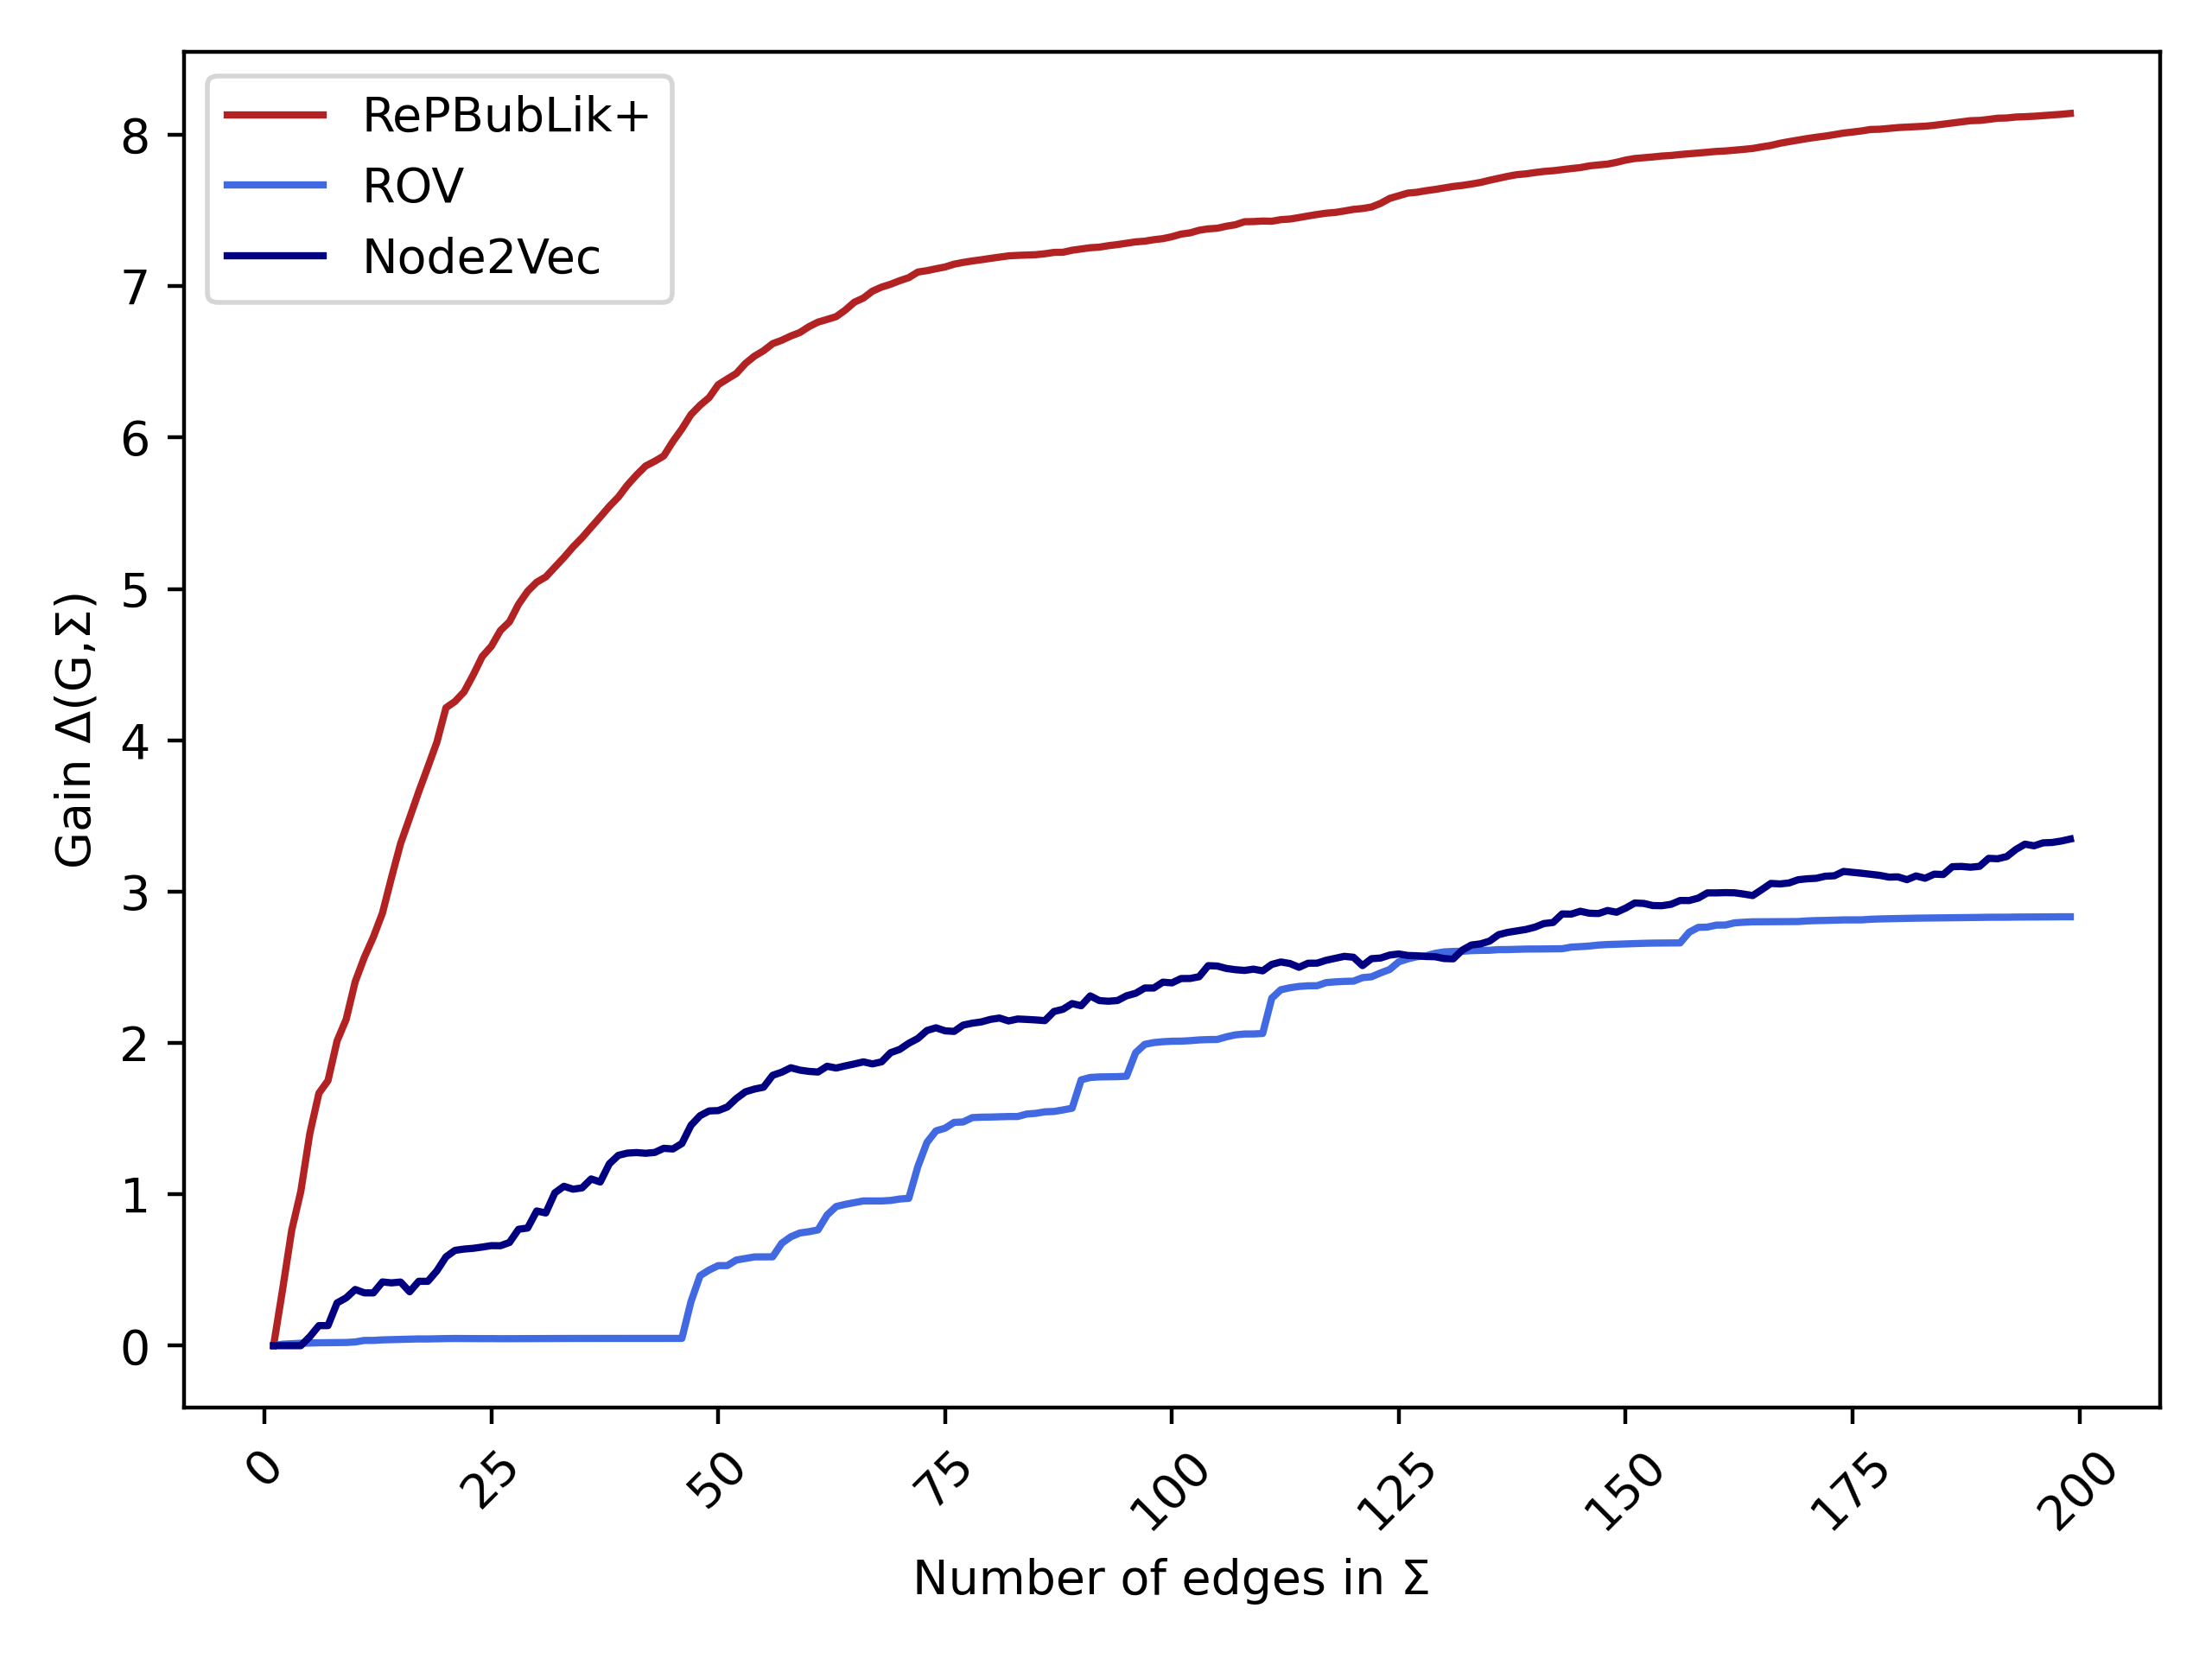 RePBubLik+
ROV
Node2Vec
8
7
6
5
4
3
2
1
0
Gain Δ(G,Σ)
0 25 50 75 100 125 150 175 200
Number of edges in Σ